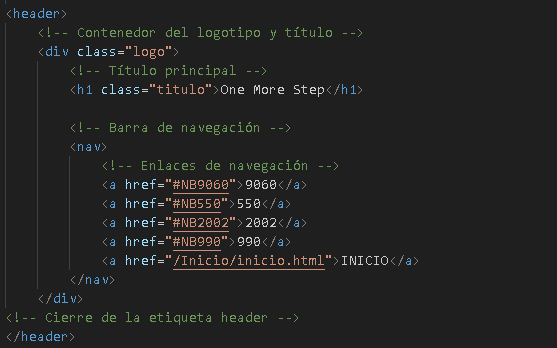 <header>
<!-- Contenedor del logotipo y título -->
<div class="logo">
<!-- Título principal -->
<h1 class="titulo">One More Step</h1>
<!-- Barra de navegación -->
<nav>
<!-- Enlaces de navegación -->
<a href="#NB9060">9060</a>
<a href="#NB550">550</a>
<a href="#NB2002">2002</a>
<a href="#NB990">990</a>
<a href="/Inicio/inicio.html">INICIO</a>
</nav>
</div>
<!-- Cierre de la etiqueta header -->
</header>